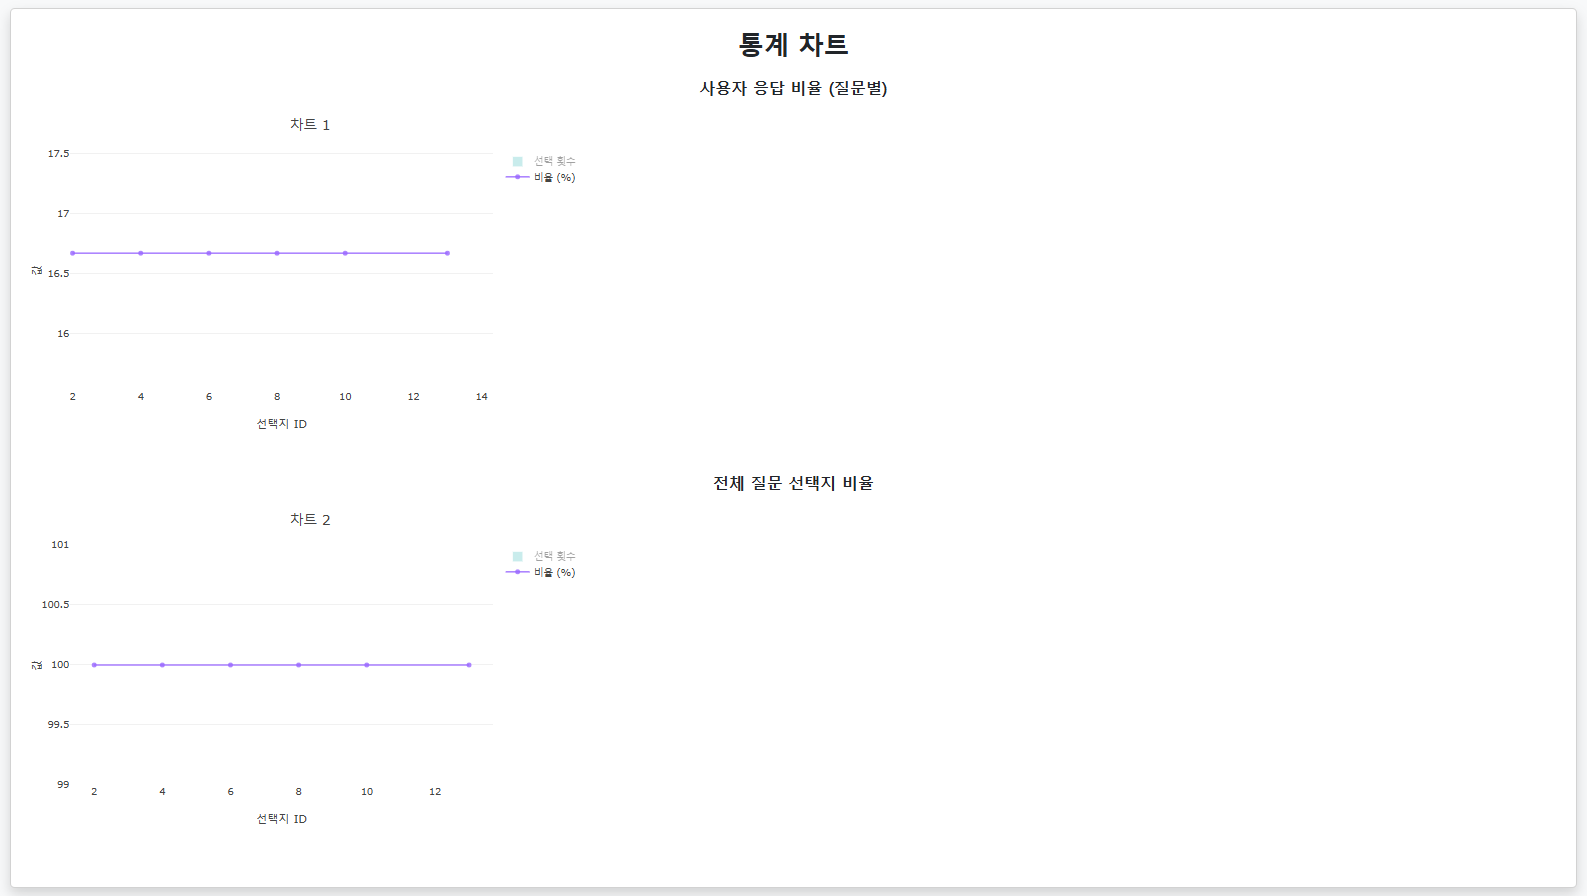 통계 차트
사용자 응답 비율 (질문별)
차트 1
선택 횟수
비율 (%)
17.5
17
16.5
16
값
2 4 6 8 10 12 14
선택지 ID
전체 질문 선택지 비율
차트 2
선택 횟수
비율 (%)
101
100.5
100
99.5
99
값
2 4 6 8 10 12
선택지 ID